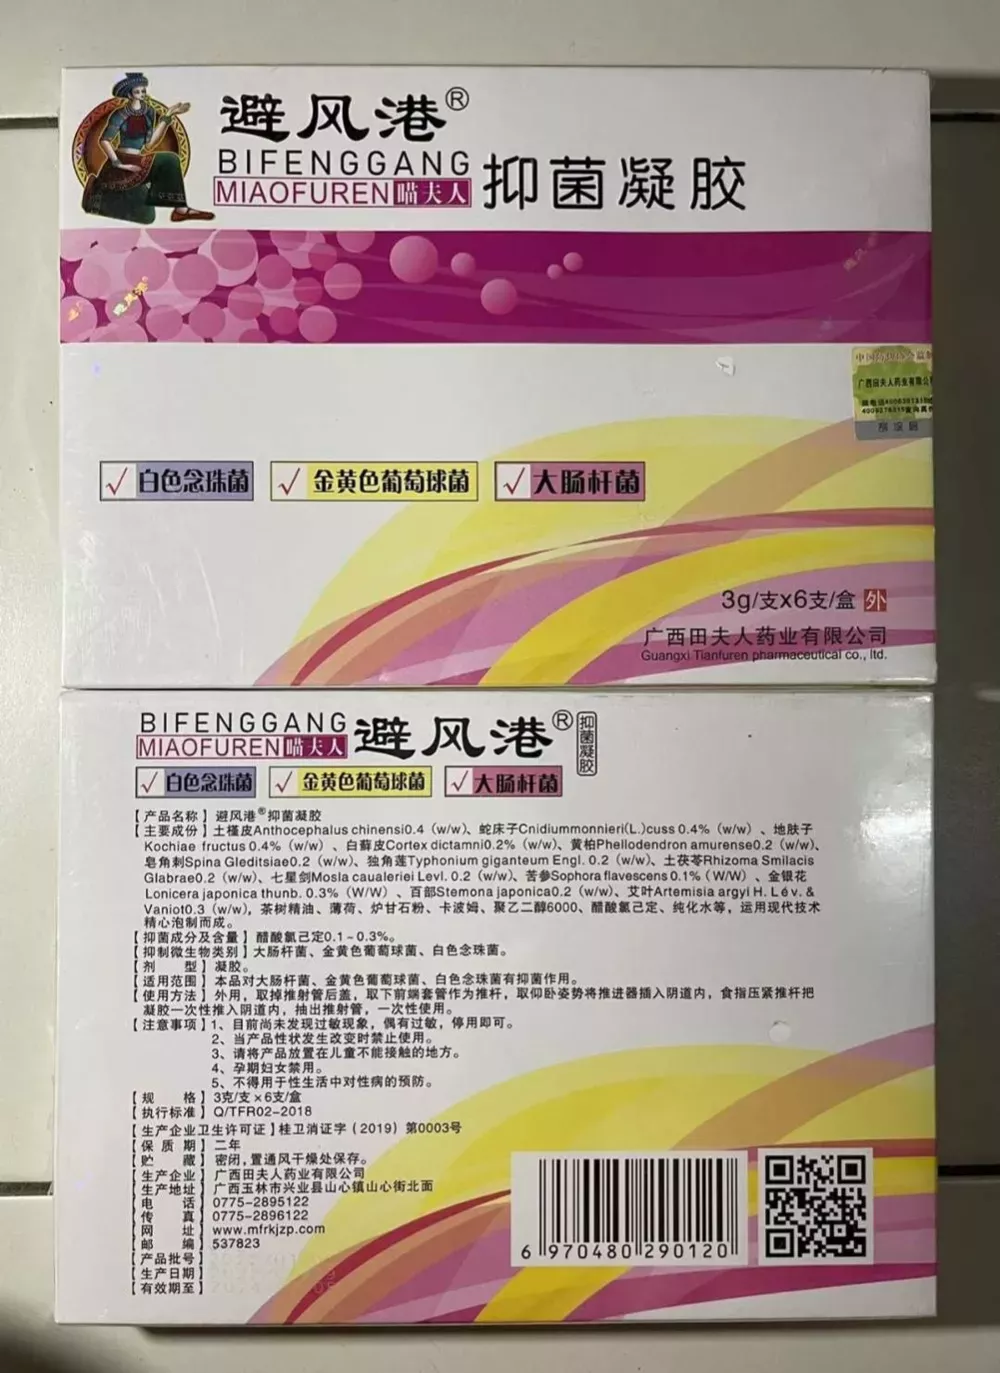 避风港®
BIFENGGANG
MIAOFUREN 喵夫人
抑菌凝胶
广西田夫人药业有限公司
√ 白色念珠菌 √ 金黄色葡萄球菌 √ 大肠杆菌
3g/支x6支/盒 外
广西田夫人药业有限公司
Guangxi Tianfuren pharmaceutical co., ltd.
BIFENGGANG
MIAOFUREN 喵夫人
避风港®
抑菌凝胶
√ 白色念珠菌 √ 金黄色葡萄球菌 √ 大肠杆菌
【产品名称】避风港®抑菌凝胶
【主要成份】土槿皮Anthocephalus chinensi0.4（w/w）、蛇床子Cnidiummonnieri(L.)cuss 0.4%（w/w）、地肤子
Kochiae fructus 0.4%（w/w）、白藓皮Cortex dictamni0.2%（w/w）、黄柏Phellodendron amurense0.2（w/w）、
皂角刺Spina Gleditsiae0.2（w/w）、独角莲Typhonium giganteum Engl. 0.2（w/w）、土茯苓Rhizoma Smilacis
Glabrae0.2（w/w）、七星剑Mosla caualeriei Levl. 0.2（w/w）、苦参Sophora flavescens 0.1%（W/W）、金银花
Lonicera japonica thunb. 0.3%（W/W）、百部Stemona japonica0.2（w/w）、艾叶Artemisia argyi H. Lév. &
Vaniot0.3（w/w），茶树精油、薄荷、炉甘石粉、卡波姆、聚乙二醇6000、醋酸氯己定、纯化水等，运用现代技术
精心泡制而成。
【抑菌成分及含量】醋酸氯己定0.1－0.3%。
【抑制微生物类别】大肠杆菌、金黄色葡萄球菌、白色念珠菌。
【剂 型】凝胶。
【适用范围】本品对大肠杆菌、金黄色葡萄球菌、白色念珠菌有抑菌作用。
【使用方法】外用，取掉推射管后盖，取下前端套管作为推杆，取仰卧姿势将推进器插入阴道内，食指压紧推杆把
凝胶一次性推入阴道内，抽出推射管，一次性使用。
【注意事项】1、目前尚未发现过敏现象，偶有过敏，停用即可。
2、当产品性状发生改变时禁止使用。
3、请将产品放置在儿童不能接触的地方。
4、孕期妇女禁用。
5、不得用于性生活中对性病的预防。
【规 格】3克/支×6支/盒
【执行标准】Q/TFR02-2018
【生产企业卫生许可证】桂卫消证字（2019）第0003号
【保 质 期】二年
【贮 藏】密闭，置通风干燥处保存。
【生产企业】广西田夫人药业有限公司
【生产地址】广西玉林市兴业县山心镇山心街北面
【电 话】0775-2895122
【传 真】0775-2896122
【网 址】www.mfrkjzp.com
【邮 编】537823
【产品批号】
【生产日期】
【有效期至】
6 970480 290120